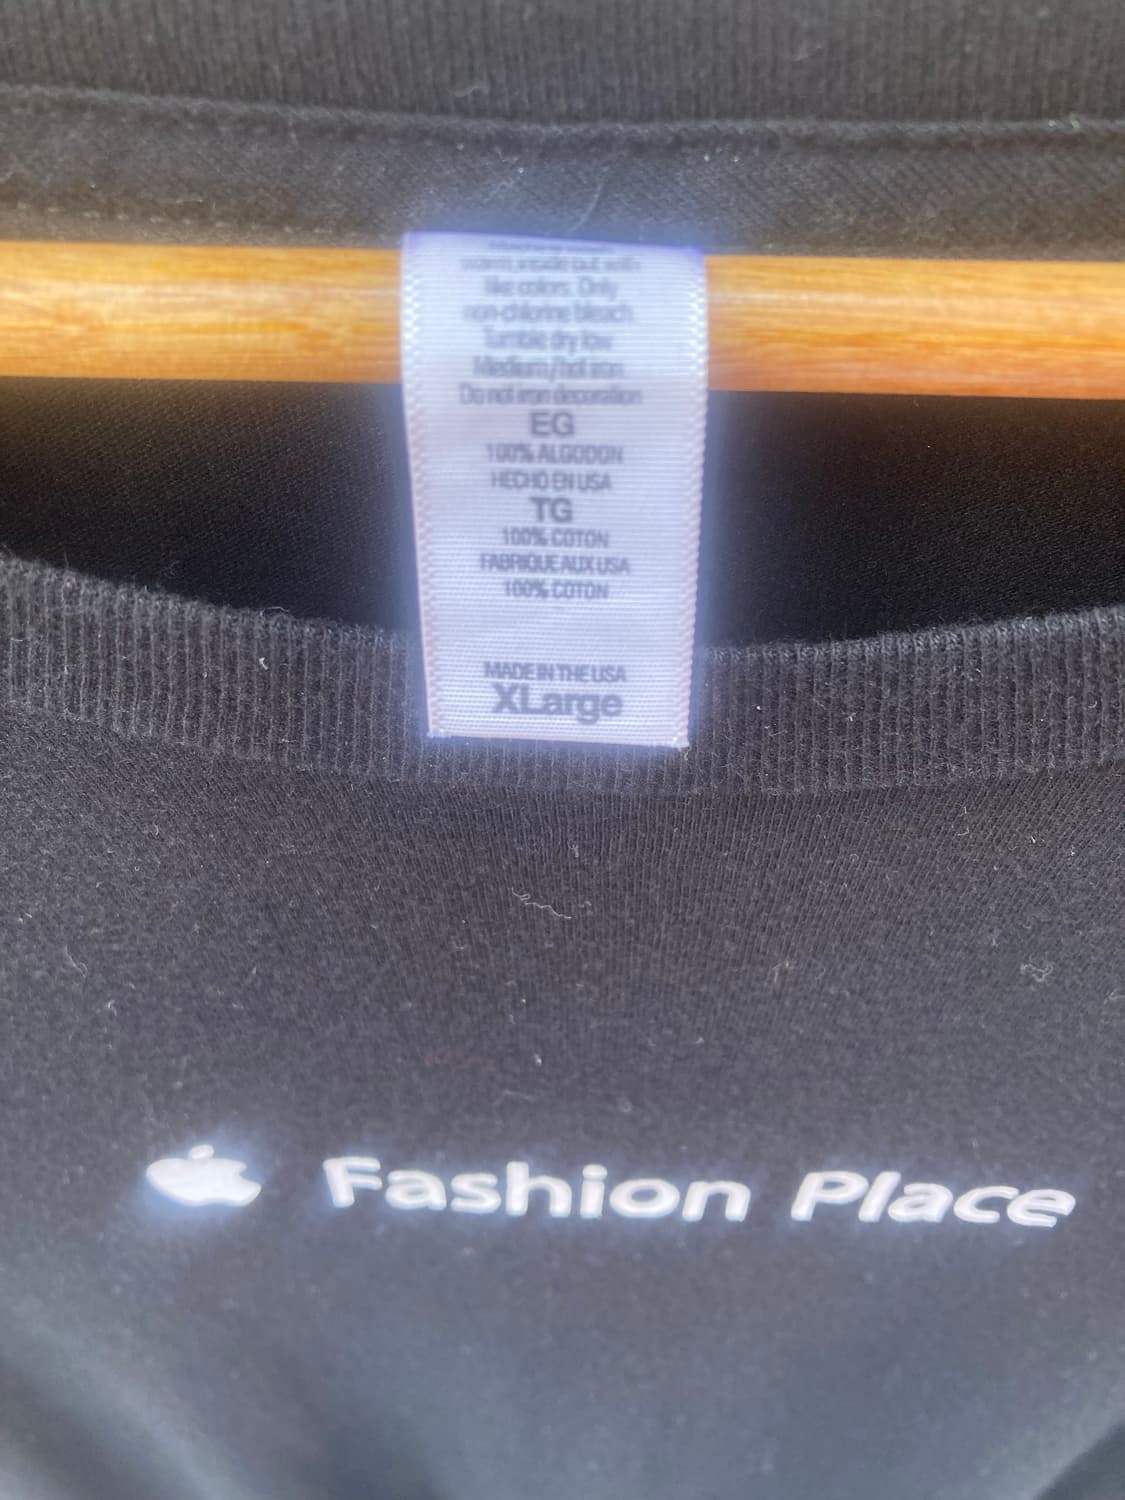 warm inside out with
like colors. Only
non-chlorine bleach.
Tumble dry low
Medium/hot iron
Do not iron decoration
EG
100% ALGODON
HECHO EN USA
TG
100% COTON
FABRIQUE AUX USA
100% COTON
MADE IN THE USA
XLarge
Fashion Place